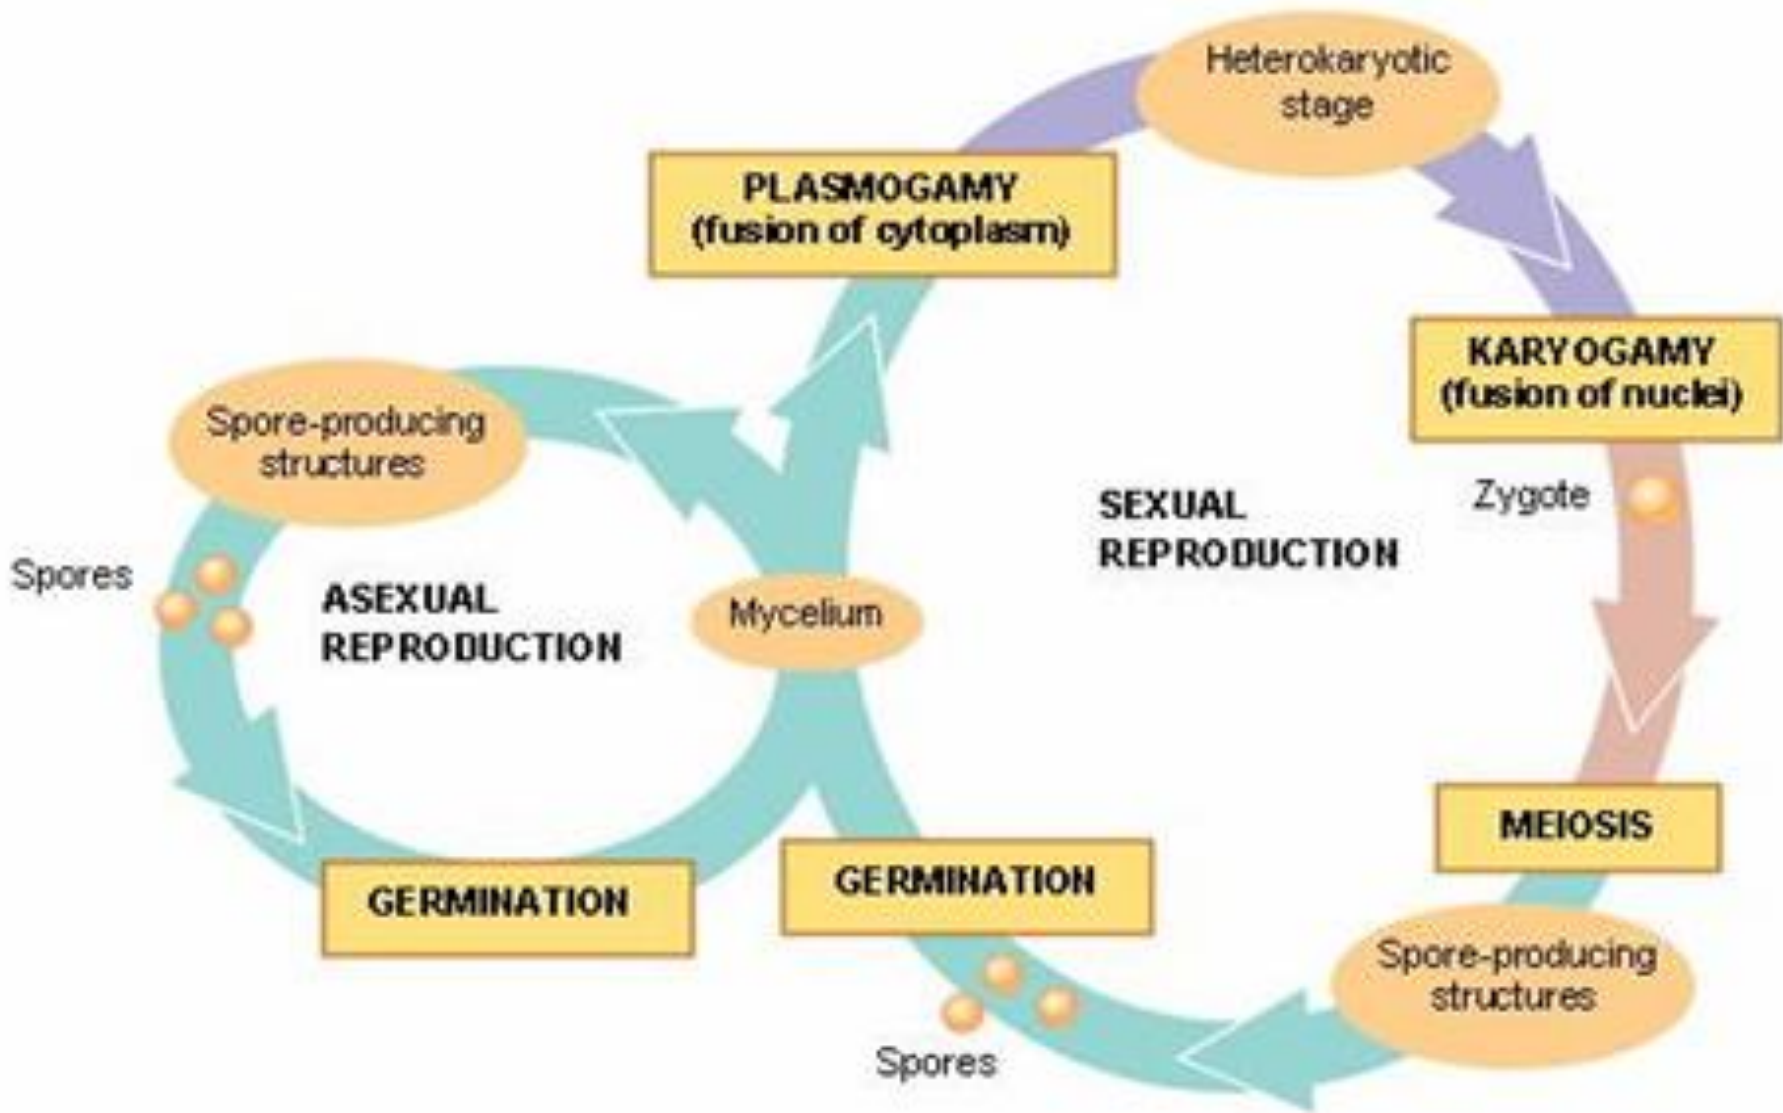 Heterokaryotic
stage
PLASMOGAMY
(fusion of cytoplasm)
KARYOGAMY
(fusion of nuclei)
Spore-producing
structures
Zygote
SEXUAL
REPRODUCTION
Spores
ASEXUAL
REPRODUCTION
Mycelium
MEIOSIS
GERMINATION
GERMINATION
Spore-producing
structures
Spores